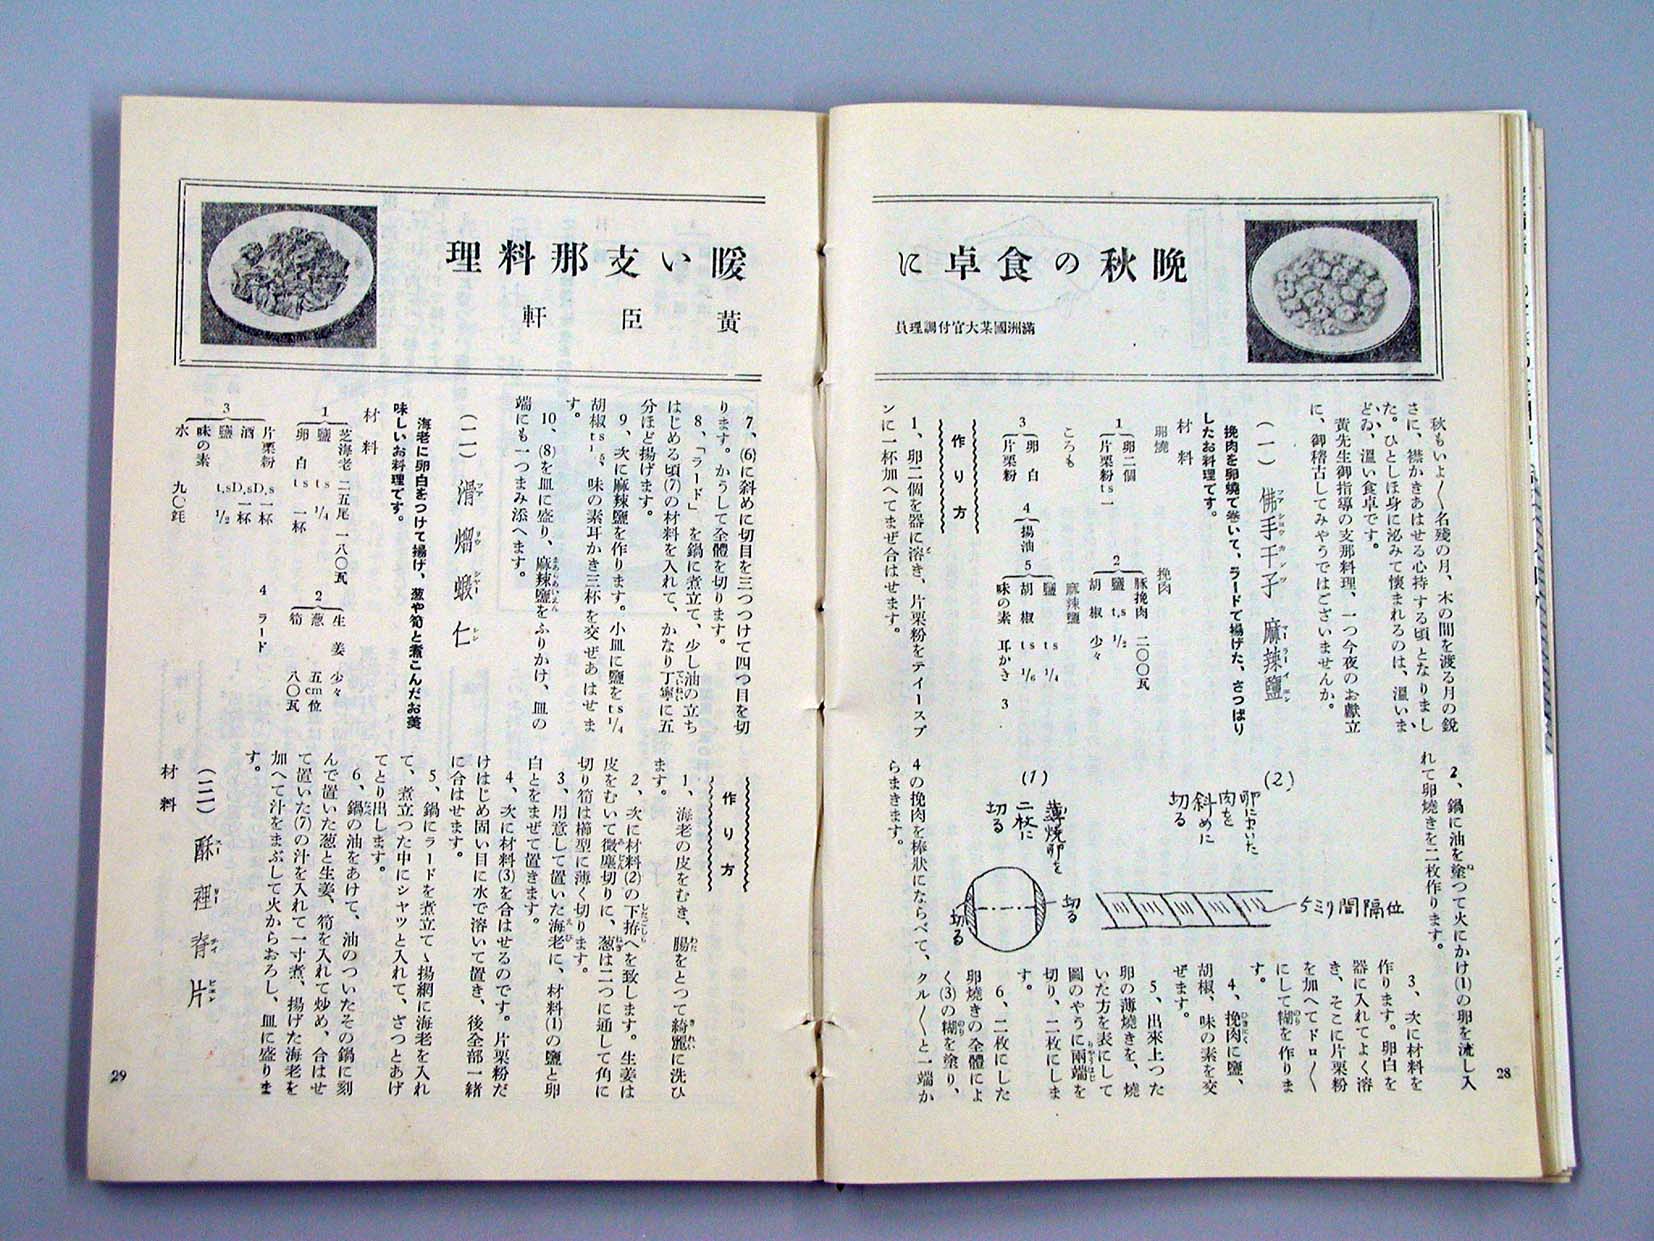 晩秋の食卓に
満洲國某大官付調理員
暖い支那料理
黃臣軒
秋もいよ〳〵名殘の月、木の間を渡る月の鋭
さに、襟かきあはせる心持する頃となりまし
た。ひとしほ身に泌みて懷まれるのは、溫いま
どゐ、溫い食卓です。
黃先生御指導の支那料理、一つ今夜のお獻立
に、御稽古してみやうではございませんか。
(一) 佛手干子 麻辣鹽
挽肉を卵燒で巻いて、ラードで揚げた、さつぱり
したお料理です。
材料
卵燒
1 卵二個
片栗粉ts一
挽肉
2 豚挽肉 二〇〇瓦
鹽 t,s 1/2
胡椒 少々
ころも
3 卵白
片栗粉
4 揚油
麻辣鹽
5 鹽 ts 1/4
胡椒 ts 1/6
味の素 耳かき 3
作り方
1、卵二個を器に溶き、片栗粉をティースプ
ンに一杯加へてまぜ合はせます。
2、鍋に油を塗つて火にかけ(1)の卵を流し入
れて卵燒きを二枚作ります。
3、次に材料を
器に入れてよく溶
作ります。卵白を
き、そこに片栗粉
を加へてドロ〳〵
にして糊を作りま
す。
4、挽肉に鹽、
胡椒、味の素を交
ぜます。
5、出來上つた
卵の薄燒きを、燒
いた方を表にして
圖のやうに兩端を
切り、二枚にしま
す。
6、二枚にした
卵燒きの全體によ
く(3)の糊を塗り、
4の挽肉を棒狀にならべて、クル〳〵と一端か
らまきます。
(1)
薄燒卵を
二枚に
切る
切る
切る
(2)
卵にまいた
肉を
斜めに
切る
5ミリ間隔位
28
7、(6)に斜めに切目を三つつけて四つ目を切
ります。かうして全體を切ります。
8、「ラード」を鍋に煮立て、少し油の立ち
はじめる頃(7)の材料を入れて、かなり丁寧に五
分ほど揚げます。
9、次に麻辣鹽を作ります。小皿に鹽をts1/4
胡椒ts1/6、味の素耳かき三杯を交ぜあはせま
す。
10、(8)を皿に盛り、麻辣鹽をふりかけ、皿の
端にも一つまみ添へます。
(二) 滑熘蝦仁
海老に卵白をつけて揚げ、葱や筍と煮こんだお美
味しいお料理です。
材料
1 芝海老 二五尾 一八〇瓦
鹽 ts 1/4
卵白 ts 一杯
2 生姜 少々
葱 五cm位
筍 八〇瓦
3 片栗粉 D,s一杯
酒 D,s一杯
鹽 t,s 1/2
味の素
水 九〇瓱
4 ラード
作り方
1、海老の皮をむき、腸をとつて綺麗に洗ひ
ます。
2、次に材料(2)の下拵へを致します。生姜は
皮をむいて微塵切りに、葱は二つに通して角に
切り筍は櫛型に薄く切ります。
3、用意して置いた海老に、材料(1)の鹽と卵
白とをまぜて置きます。
4、次に材料(3)を合はせるのです。片栗粉だ
けはじめ固い目に水で溶いて置き、後全部一緒
に合はせます。
5、鍋にラードを煮立て、揚網に海老を入れ
て、煮立つた中にシャッと入れて、ざつとあげ
てとり出します。
6、鍋の油をあけて、油のついたその鍋に刻
んで置いた葱と生姜、筍を入れて炒め、合はせ
て置いた(7)の汁を入れて一寸煮、揚げた海老を
加へて汁をまぶして火からおろし、皿に盛りま
す。
(三) 酥裡脊片
材料
29